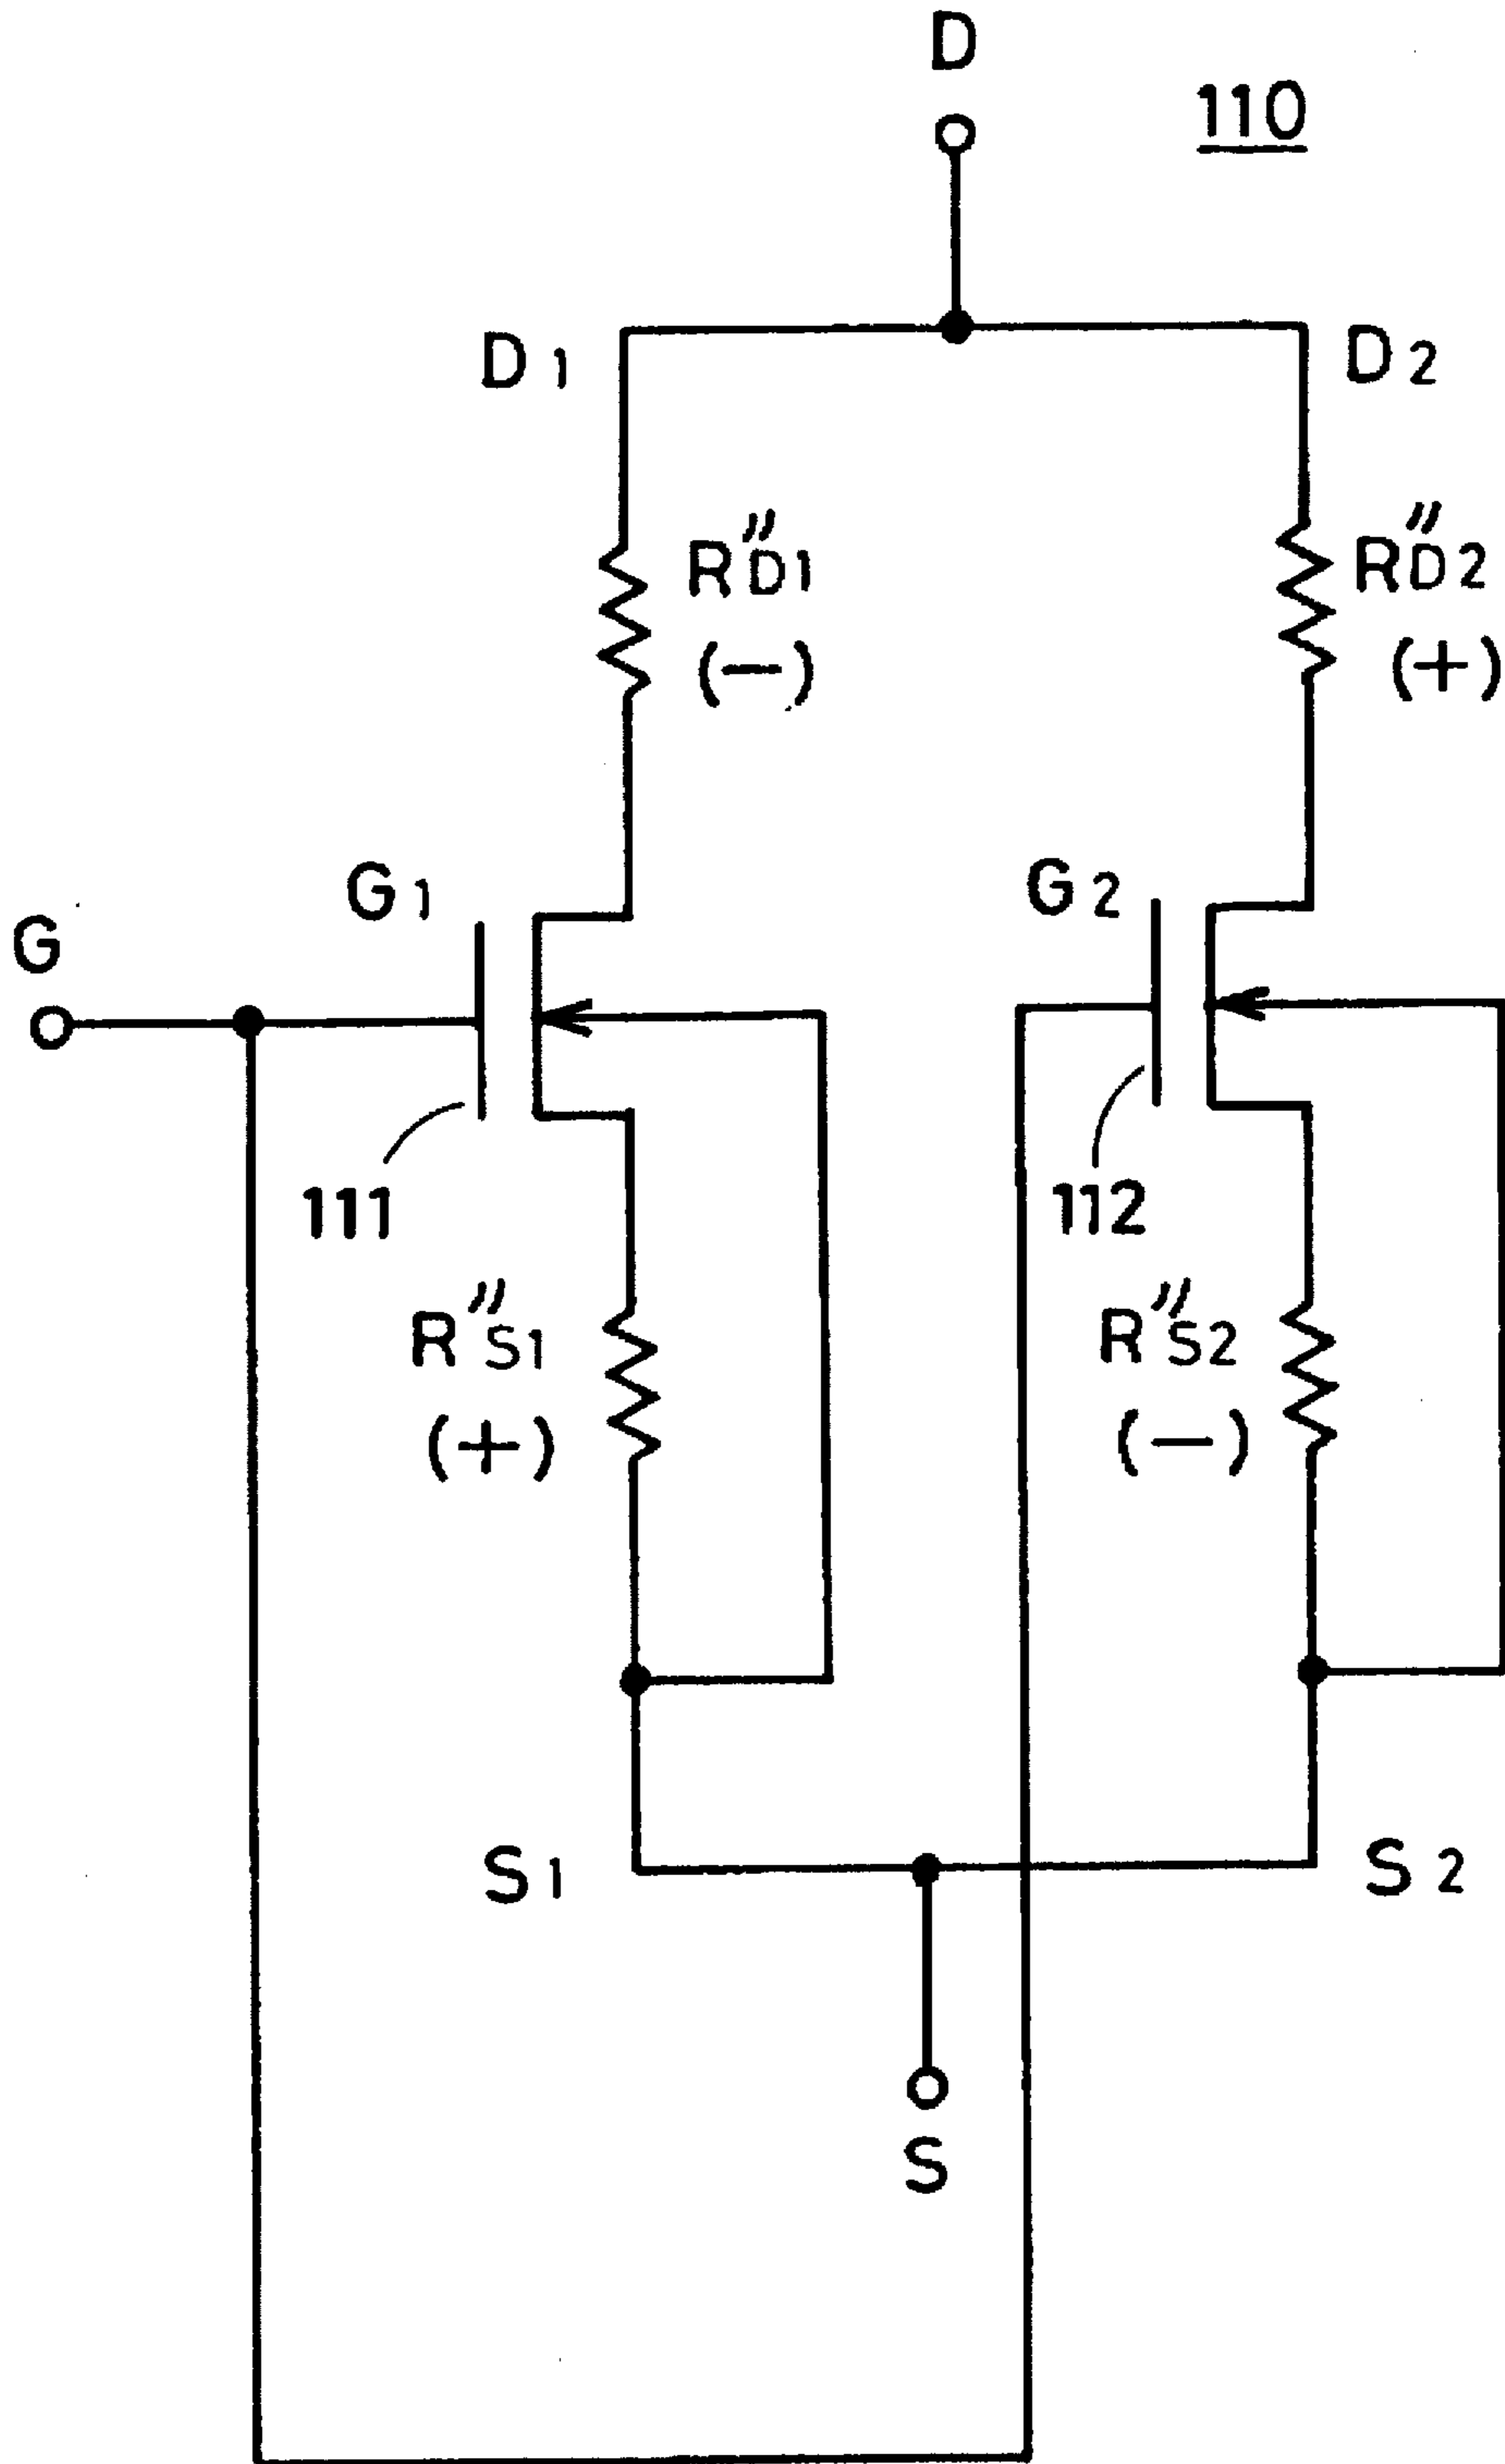 D
110
D1
D2
R″D1
(−)
R″D2
(+)
G1
G2
G
111
112
R″S1
(+)
R″S2
(−)
S1
S2
S